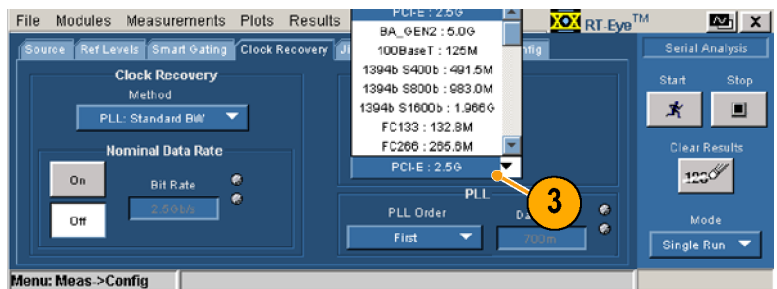 File Modules Measurements Plots Results
RT-Eye™
X
Source Ref Levels Smart Gating Clock Recovery
Clock Recovery
Method
PLL: Standard BW
Nominal Data Rate
On
Off
Bit Rate
2.5Gb/s
PCI-E : 2.5G
BA_GEN2 : 5.0G
100BaseT : 125M
1394b S400b : 491.5M
1394b S800b : 983.0M
1394b S1600b : 1.966G
FC133 : 132.8M
FC266 : 265.6M
PCI-E : 2.5G
3
PLL
PLL Order
First
700m
Serial Analysis
Start Stop
Clear Results
123
Mode
Single Run
Menu: Meas->Config